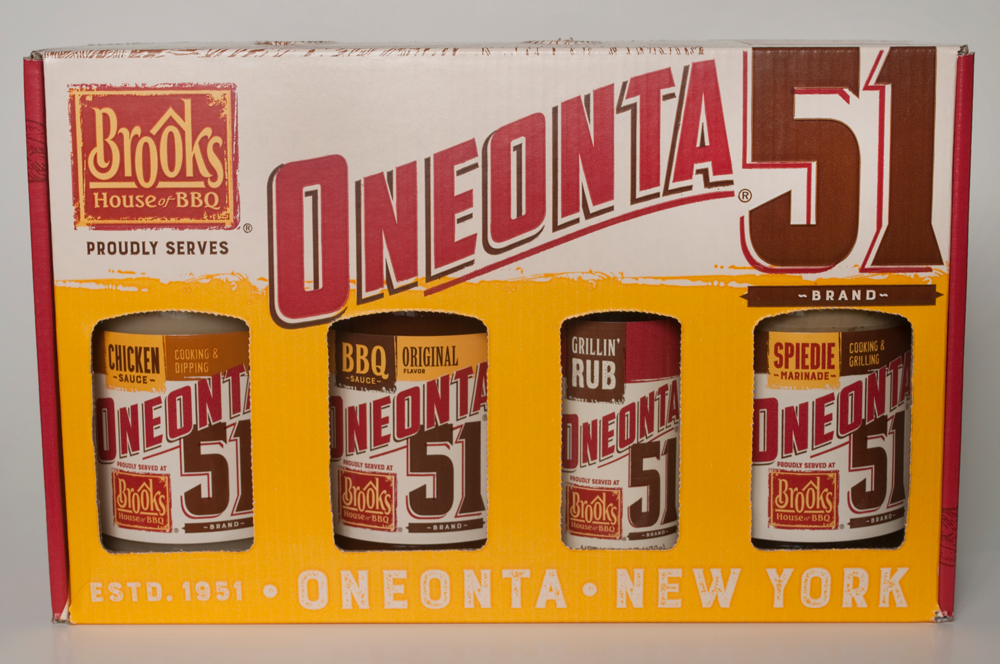 Brooks
House of BBQ
®
PROUDLY SERVES
ONEONTA
®
51
~BRAND~
CHICKEN
~SAUCE~
COOKING &
DIPPING
ONEONTA
51
PROUDLY SERVED AT
Brooks
House of BBQ
®
~BRAND~
BBQ
~SAUCE~
ORIGINAL
FLAVOR
ONEONTA
51
PROUDLY SERVED AT
Brooks
House of BBQ
®
~BRAND~
GRILLIN'
RUB
ONEONTA
51
PROUDLY SERVED AT
Brooks
House of BBQ
®
~BRAND~
SPIEDIE
~MARINADE~
COOKING &
GRILLING
ONEONTA
51
PROUDLY SERVED AT
Brooks
House of BBQ
®
~BRAND~
ESTD. 1951 • ONEONTA • NEW YORK